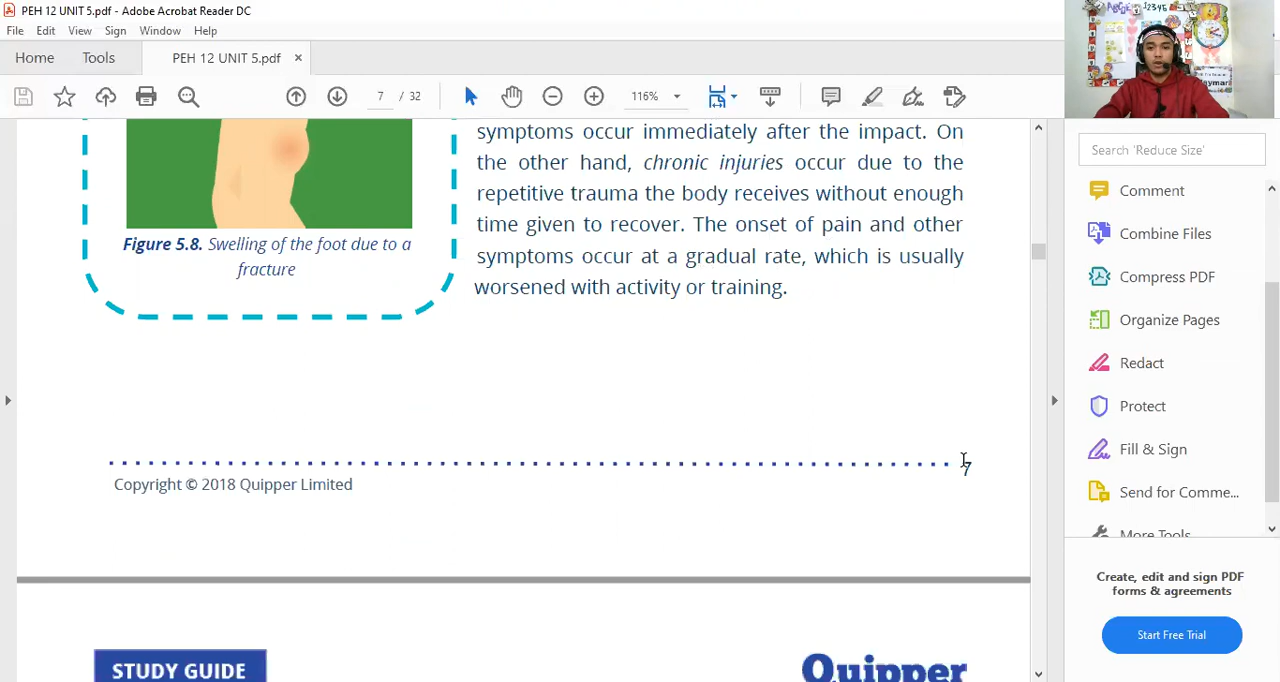 PEH 12 UNIT 5.pdf - Adobe Acrobat Reader DC
File Edit View Sign Window Help
Home Tools PEH 12 UNIT 5.pdf ×
7 / 32 116%
symptoms occur immediately after the impact. On
the other hand, chronic injuries occur due to the
repetitive trauma the body receives without enough
time given to recover. The onset of pain and other
symptoms occur at a gradual rate, which is usually
worsened with activity or training.
Figure 5.8. Swelling of the foot due to a
fracture
7
Copyright © 2018 Quipper Limited
STUDY GUIDE
Quipper
Search 'Reduce Size'
Comment
Combine Files
Compress PDF
Organize Pages
Redact
Protect
Fill & Sign
Send for Comme...
More Tools
Create, edit and sign PDF
forms & agreements
Start Free Trial